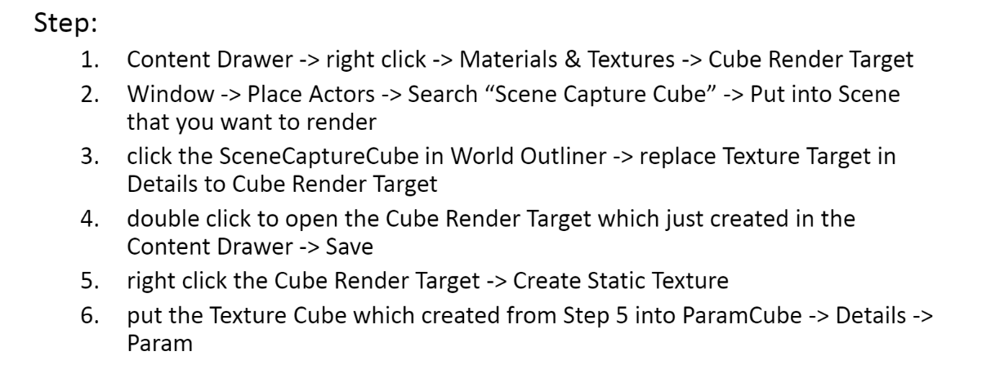 Step:
1. Content Drawer -> right click -> Materials & Textures -> Cube Render Target
2. Window -> Place Actors -> Search “Scene Capture Cube” -> Put into Scene
that you want to render
3. click the SceneCaptureCube in World Outliner -> replace Texture Target in
Details to Cube Render Target
4. double click to open the Cube Render Target which just created in the
Content Drawer -> Save
5. right click the Cube Render Target -> Create Static Texture
6. put the Texture Cube which created from Step 5 into ParamCube -> Details ->
Param